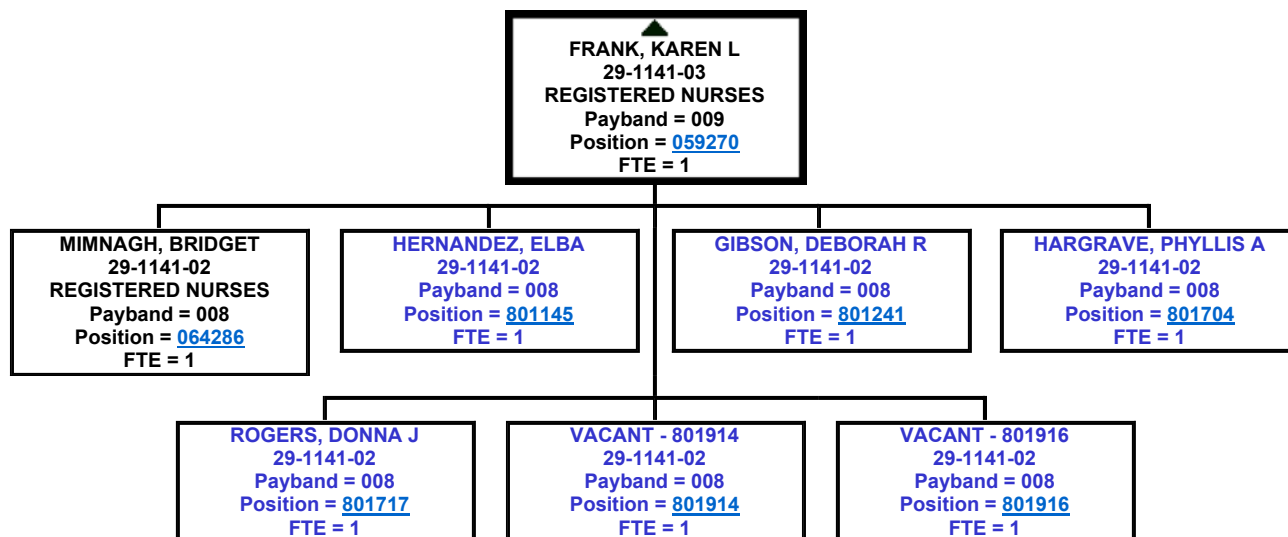 FRANK, KAREN L
29-1141-03
REGISTERED NURSES
Payband = 009
Position = 059270
FTE = 1
MIMNAGH, BRIDGET
29-1141-02
REGISTERED NURSES
Payband = 008
Position = 064286
FTE = 1
HERNANDEZ, ELBA
29-1141-02
Payband = 008
Position = 801145
FTE = 1
GIBSON, DEBORAH R
29-1141-02
Payband = 008
Position = 801241
FTE = 1
HARGRAVE, PHYLLIS A
29-1141-02
Payband = 008
Position = 801704
FTE = 1
ROGERS, DONNA J
29-1141-02
Payband = 008
Position = 801717
FTE = 1
VACANT - 801914
29-1141-02
Payband = 008
Position = 801914
FTE = 1
VACANT - 801916
29-1141-02
Payband = 008
Position = 801916
FTE = 1